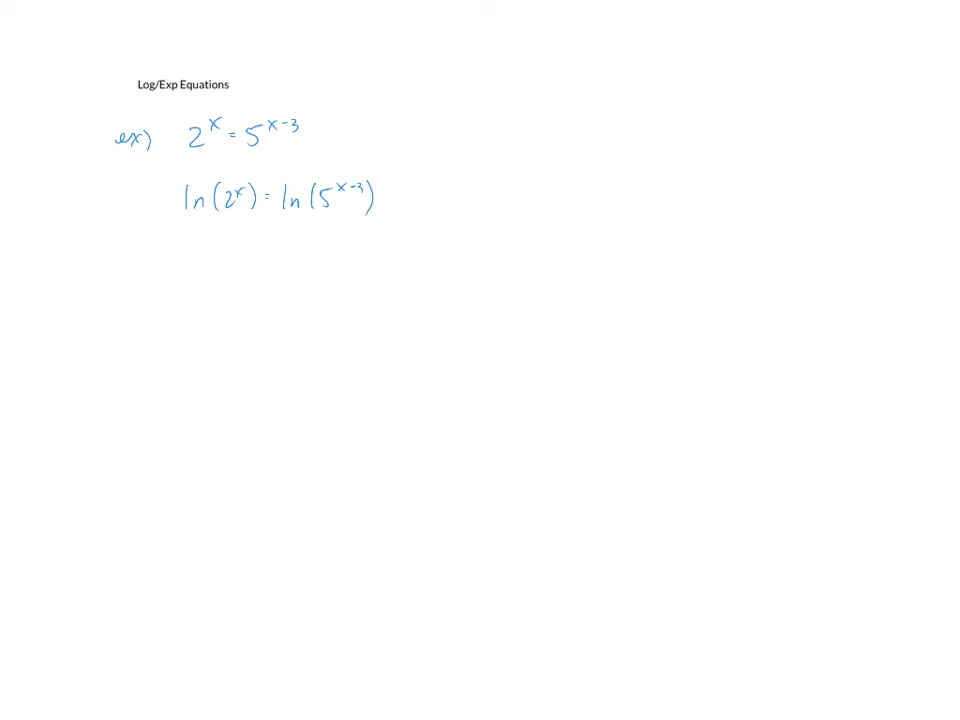 Log/Exp Equations
ex) 2^x = 5^{x-3}
ln(2^x) = ln(5^{x-3})